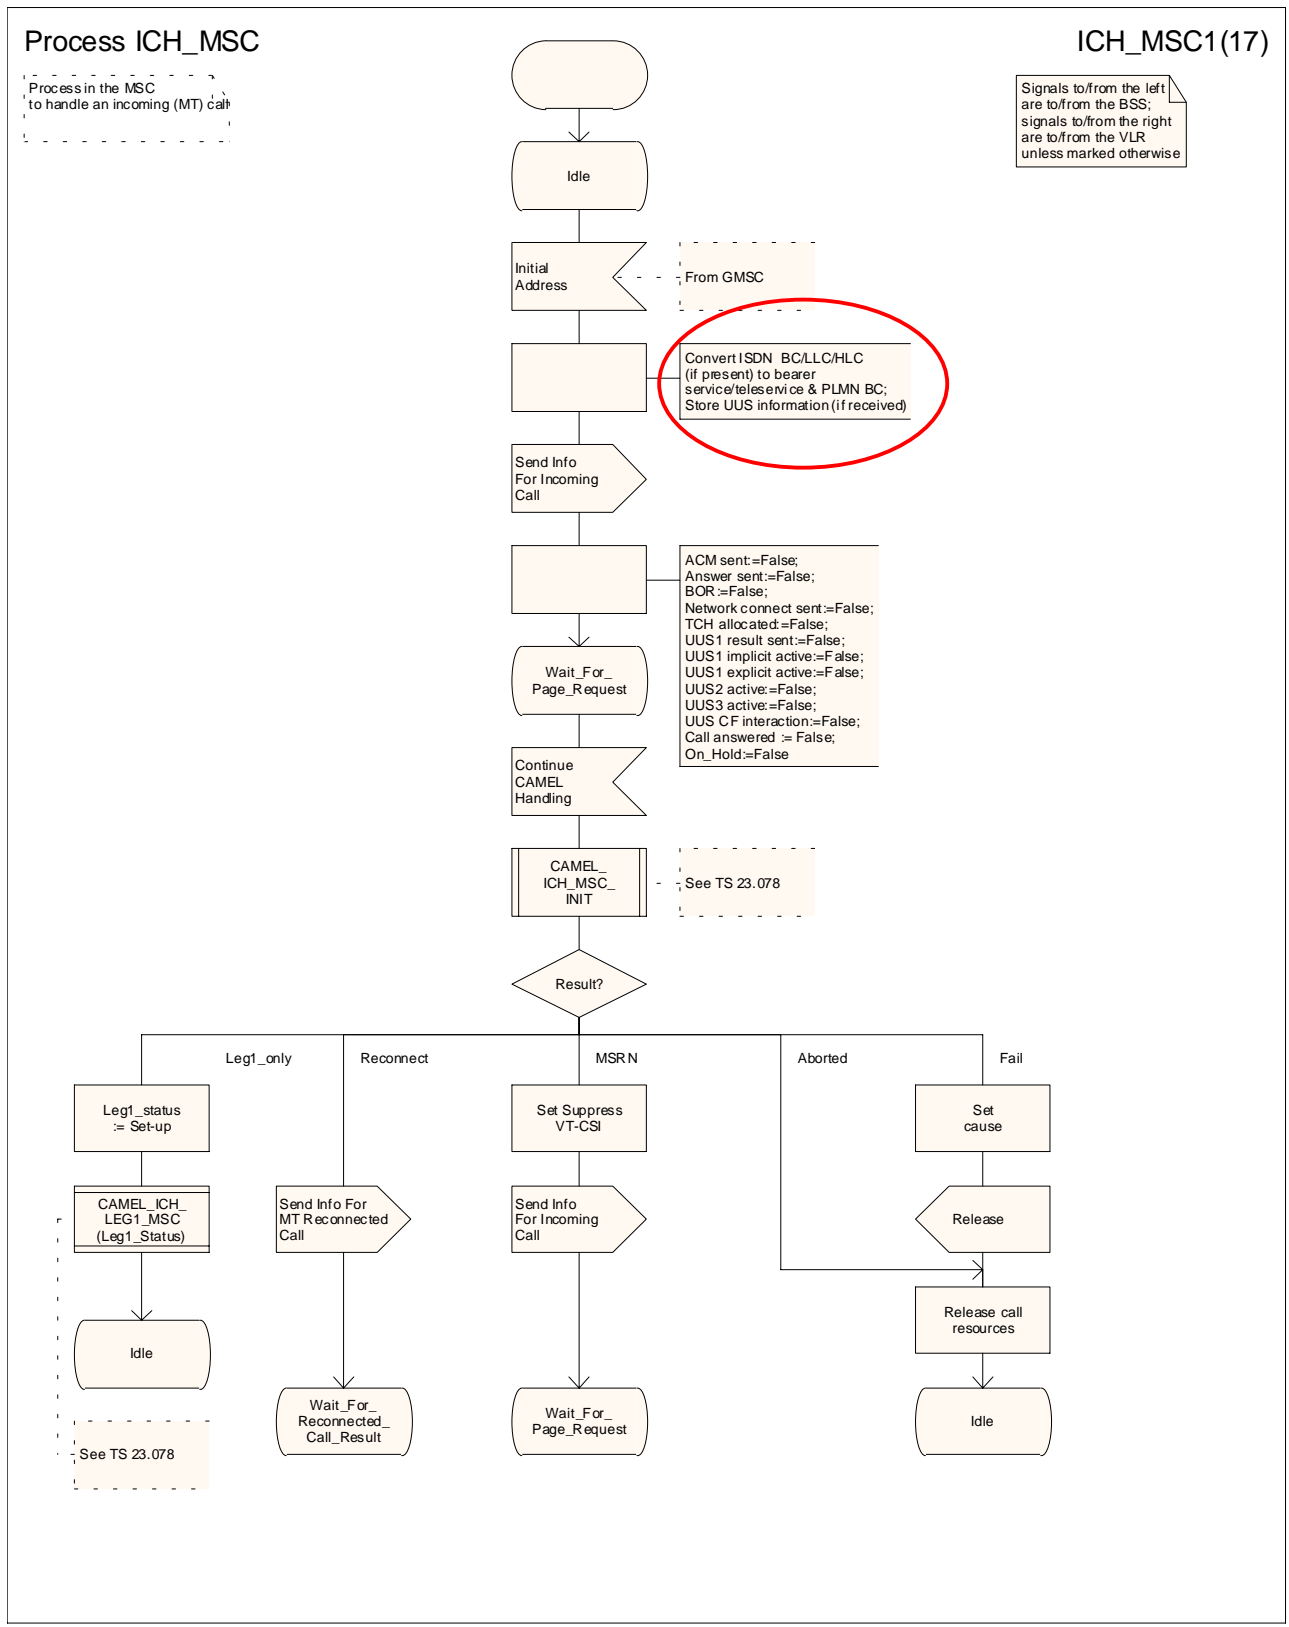 Process ICH_MSC
ICH_MSC1(17)
Process in the MSC
to handle an incoming (MT) call
Signals to/from the left
are to/from the BSS;
signals to/from the right
are to/from the VLR
unless marked otherwise
Idle
Initial
Address
From GMSC
Convert ISDN BC/LLC/HLC
(if present) to bearer
service/teleservice & PLMN BC;
Store UUS information (if received)
Send Info
For Incoming
Call
ACM sent:=False;
Answer sent:=False;
BOR:=False;
Network connect sent:=False;
TCH allocated:=False;
UUS1 result sent:=False;
UUS1 implicit active:=False;
UUS1 explicit active:=False;
UUS2 active:=False;
UUS3 active:=False;
UUS CF interaction:=False;
Call answered := False;
On_Hold:=False
Wait_For_
Page_Request
Continue
CAMEL
Handling
CAMEL_
ICH_MSC_
INIT
See TS 23.078
Result?
Leg1_only
Reconnect
MSRN
Aborted
Fail
Leg1_status
:= Set-up
Set Suppress
VT-CSI
Set
cause
CAMEL_ICH_
LEG1_MSC
(Leg1_Status)
Send Info For
MT Reconnected
Call
Send Info
For Incoming
Call
Release
Release call
resources
Idle
Wait_For_
Reconnected_
Call_Result
Wait_For_
Page_Request
Idle
See TS 23.078